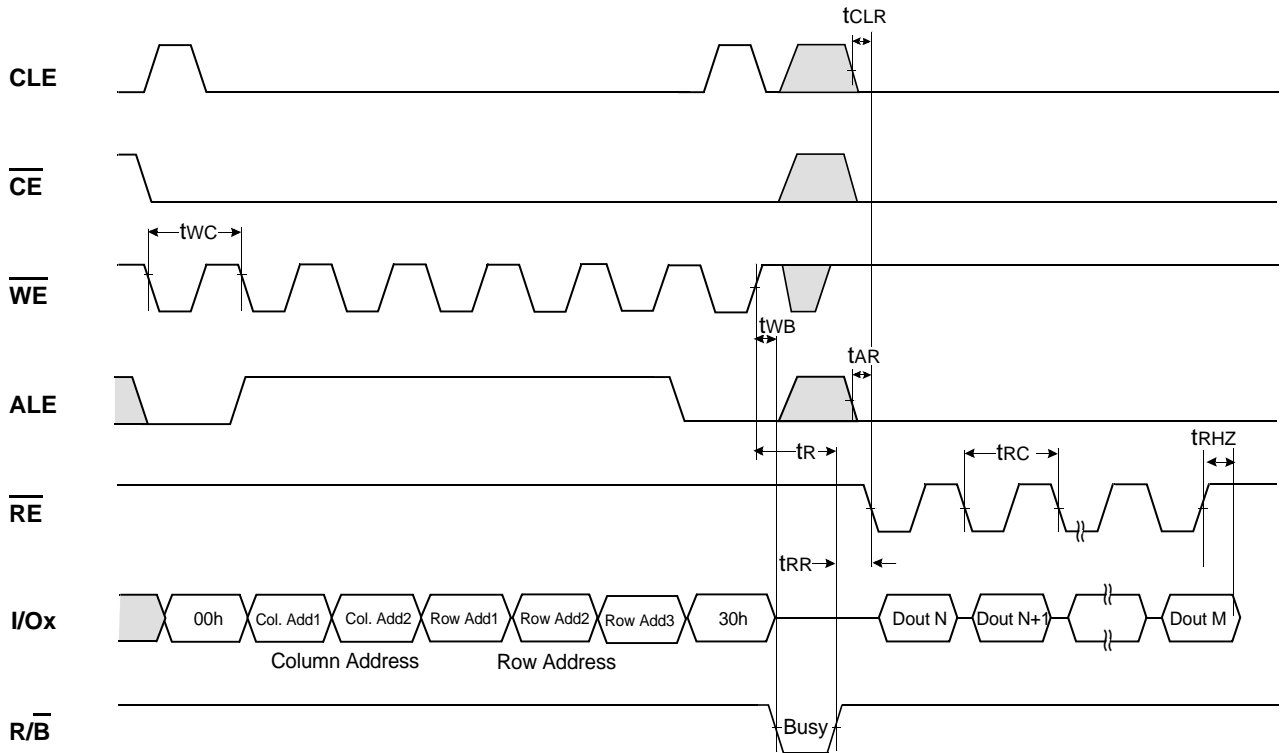 tCLR
CLE
CE
tWC
WE
tWB
tAR
ALE
tR
tRC
tRHZ
RE
tRR
I/Ox
00h Col. Add1 Col. Add2 Row Add1 Row Add2 Row Add3 30h Dout N Dout N+1 Dout M
Column Address Row Address
R/B
Busy